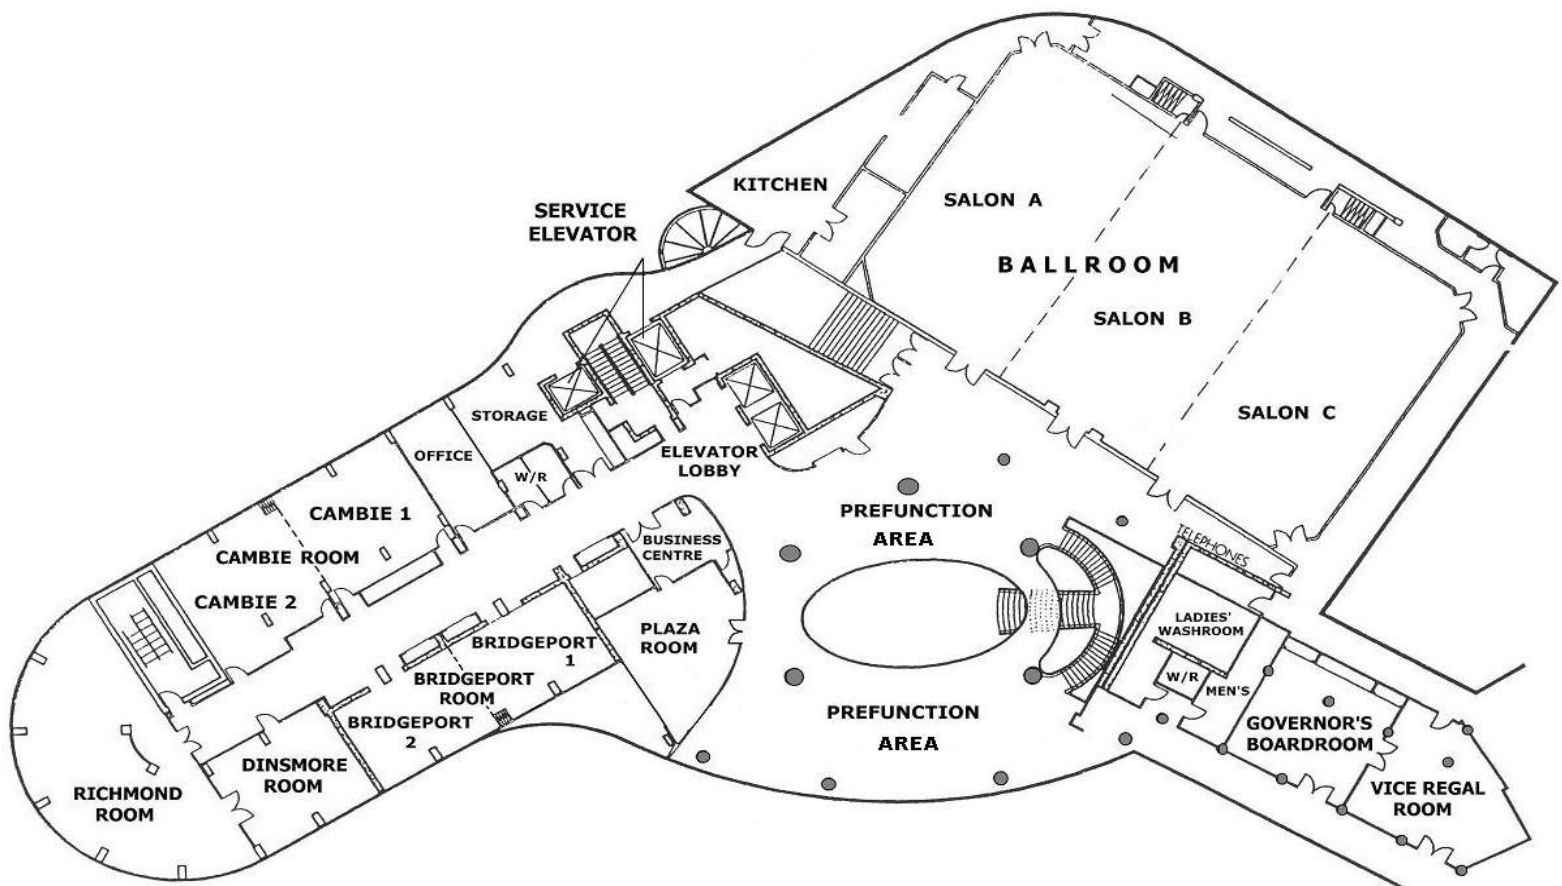 KITCHEN
SALON A
SERVICE
ELEVATOR
BALLROOM
SALON B
SALON C
STORAGE
OFFICE
W/R
ELEVATOR
LOBBY
CAMBIE 1
CAMBIE ROOM
CAMBIE 2
BUSINESS
CENTRE
PREFUNCTION
AREA
TELEPHONES
LADIES'
WASHROOM
W/R
MEN'S
PLAZA
ROOM
BRIDGEPORT
1
BRIDGEPORT
ROOM
BRIDGEPORT
2
DINSMORE
ROOM
RICHMOND
ROOM
PREFUNCTION
AREA
GOVERNOR'S
BOARDROOM
VICE REGAL
ROOM